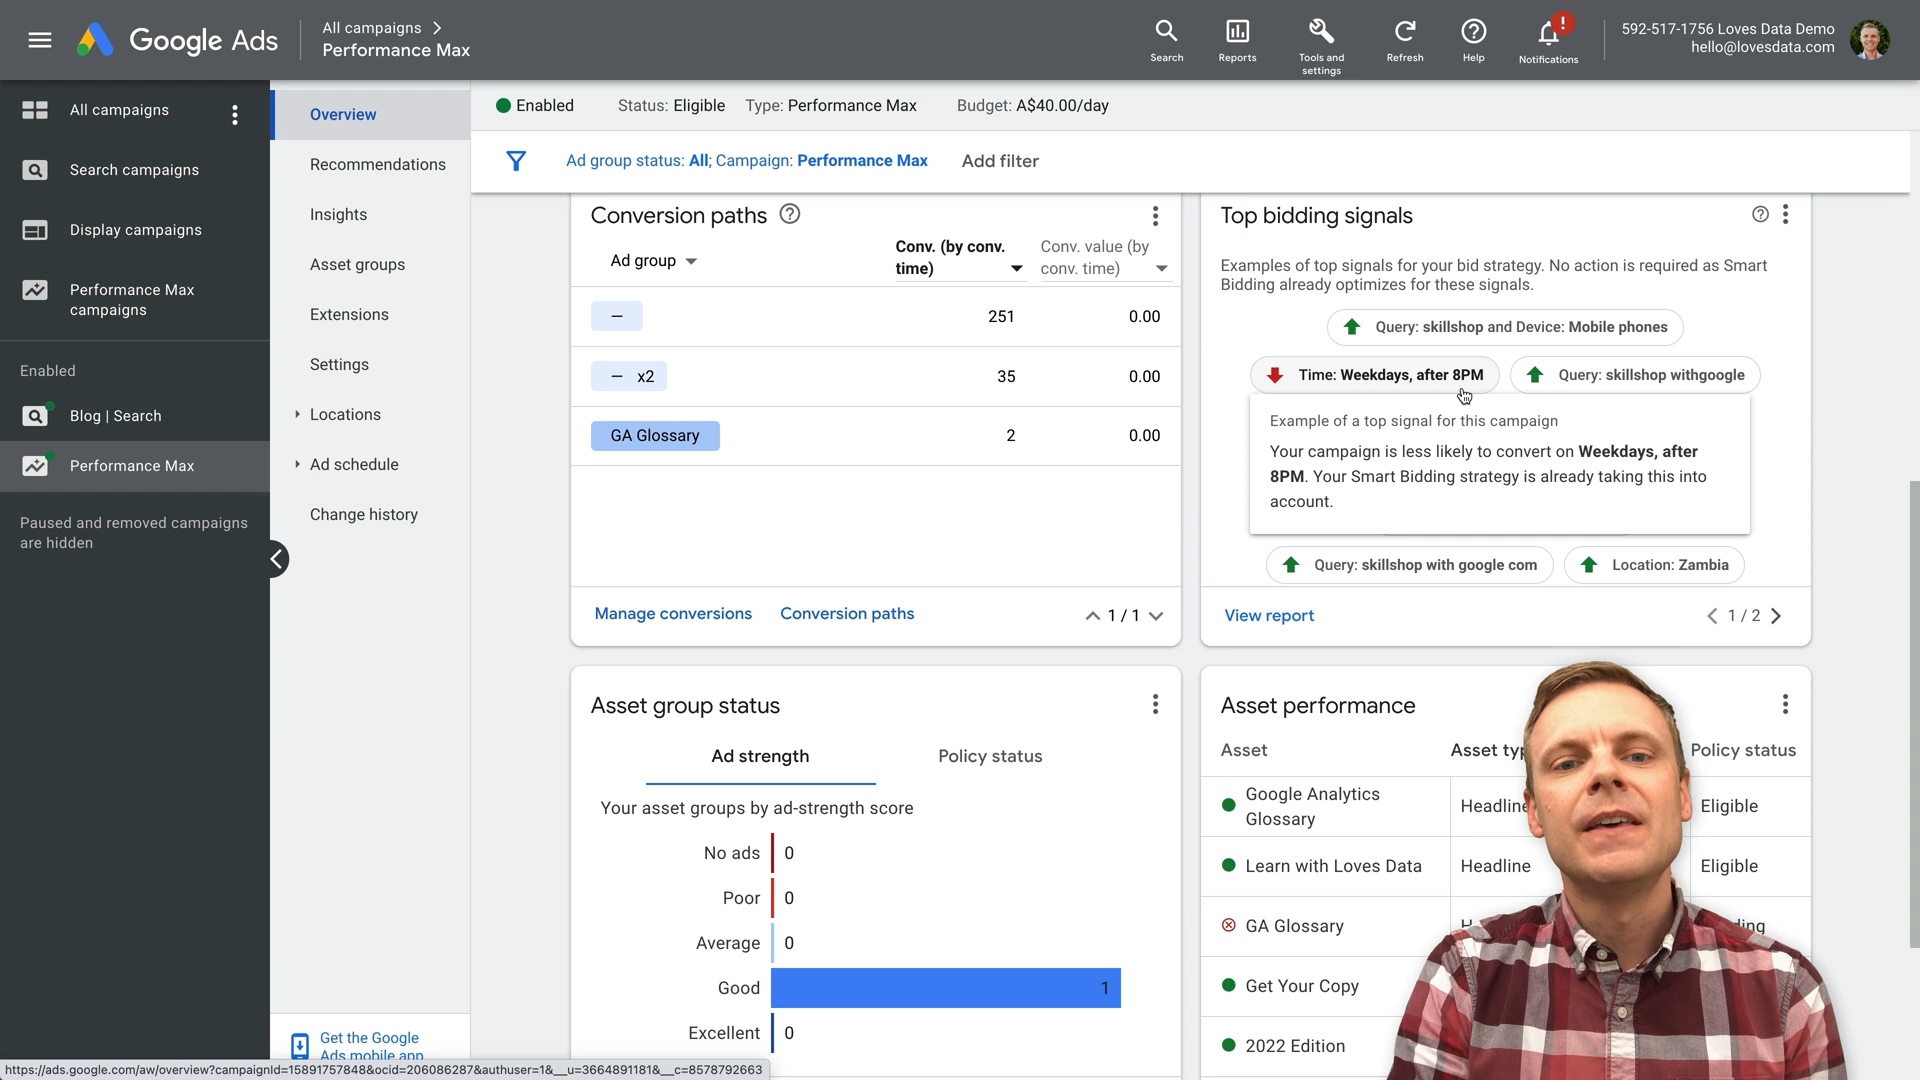 Google Ads
All campaigns
Performance Max
Search
Reports
Tools and
settings
Refresh
Help
!
Notifications
592-517-1756 Loves Data Demo
hello@lovesdata.com
All campaigns
Search campaigns
Display campaigns
Performance Max
campaigns
Enabled
Blog | Search
Performance Max
Paused and removed campaigns
are hidden
Overview
Recommendations
Insights
Asset groups
Extensions
Settings
Locations
Ad schedule
Change history
Get the Google
Ads mobile app
Enabled Status: Eligible Type: Performance Max Budget: A$40.00/day
Ad group status: All; Campaign: Performance Max Add filter
Conversion paths
Ad group
Conv. (by conv.
time)
Conv. value (by
conv. time)
— 251 0.00
— x2 35 0.00
GA Glossary 2 0.00
Manage conversions Conversion paths 1 / 1
Top bidding signals
Examples of top signals for your bid strategy. No action is required as Smart
Bidding already optimizes for these signals.
Query: skillshop and Device: Mobile phones
Time: Weekdays, after 8PM
Query: skillshop withgoogle
Example of a top signal for this campaign
Your campaign is less likely to convert on Weekdays, after
8PM. Your Smart Bidding strategy is already taking this into
account.
Query: skillshop with google com
Location: Zambia
View report 1 / 2
Asset group status
Ad strength Policy status
Your asset groups by ad-strength score
No ads 0
Poor 0
Average 0
Good 1
Excellent 0
Asset performance
Asset Asset Policy status
Google Analytics
Glossary
Headline Eligible
Learn with Loves Data Headline Eligible
GA Glossary
Get Your Copy
2022 Edition
https://ads.google.com/aw/overview?campaignId=15891757848&ocid=206086287&authuser=1&__u=3664891181&__c=8578792663